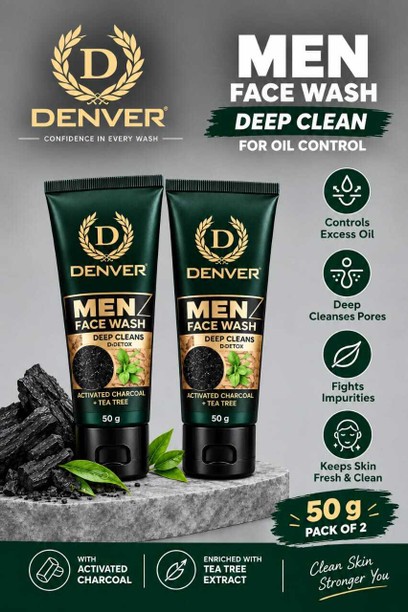 D
DENVER®
CONFIDENCE IN EVERY WASH
MEN
FACE WASH
DEEP CLEAN
FOR OIL CONTROL
Controls
Excess Oil
Deep
Cleanses Pores
Fights
Impurities
Keeps Skin
Fresh & Clean
D
DENVER
MEN
FACE WASH
DEEP CLEANS
ACTIVATED CHARCOAL
+ TEA TREE
50 g
D
DENVER
MEN
FACE WASH
DEEP CLEANS
ACTIVATED CHARCOAL
+ TEA TREE
50 g
50 g
PACK OF 2
WITH
ACTIVATED
CHARCOAL
ENRICHED WITH
TEA TREE
EXTRACT
Clean Skin
Stronger You